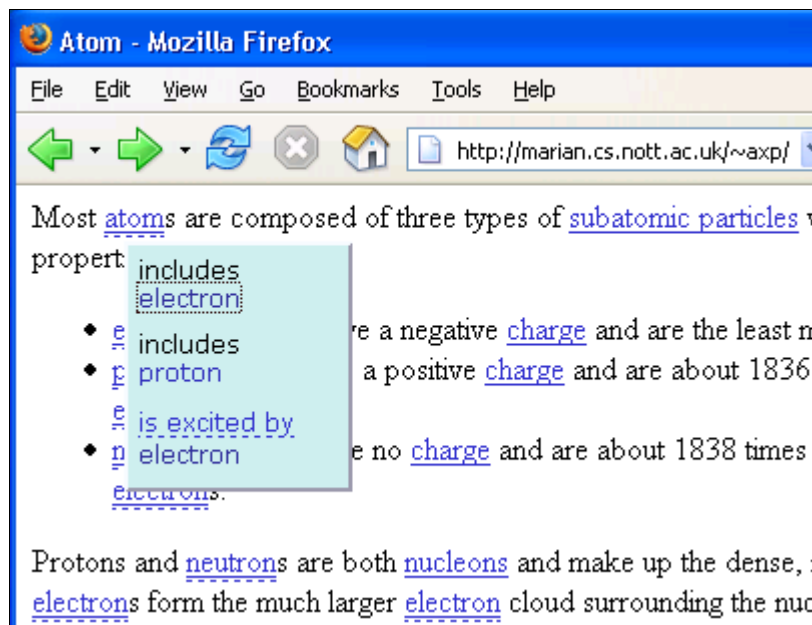 Atom - Mozilla Firefox
File Edit View Go Bookmarks Tools Help
http://marian.cs.nott.ac.uk/~axp/
Most atoms are composed of three types of subatomic particles
propert
includes
electron
includes
proton
is excited by
electron
e a negative charge and are the least
a positive charge and are about 1836
e no charge and are about 1838 times
electrons.
Protons and neutrons are both nucleons and make up the dense,
electrons form the much larger electron cloud surrounding the nuc